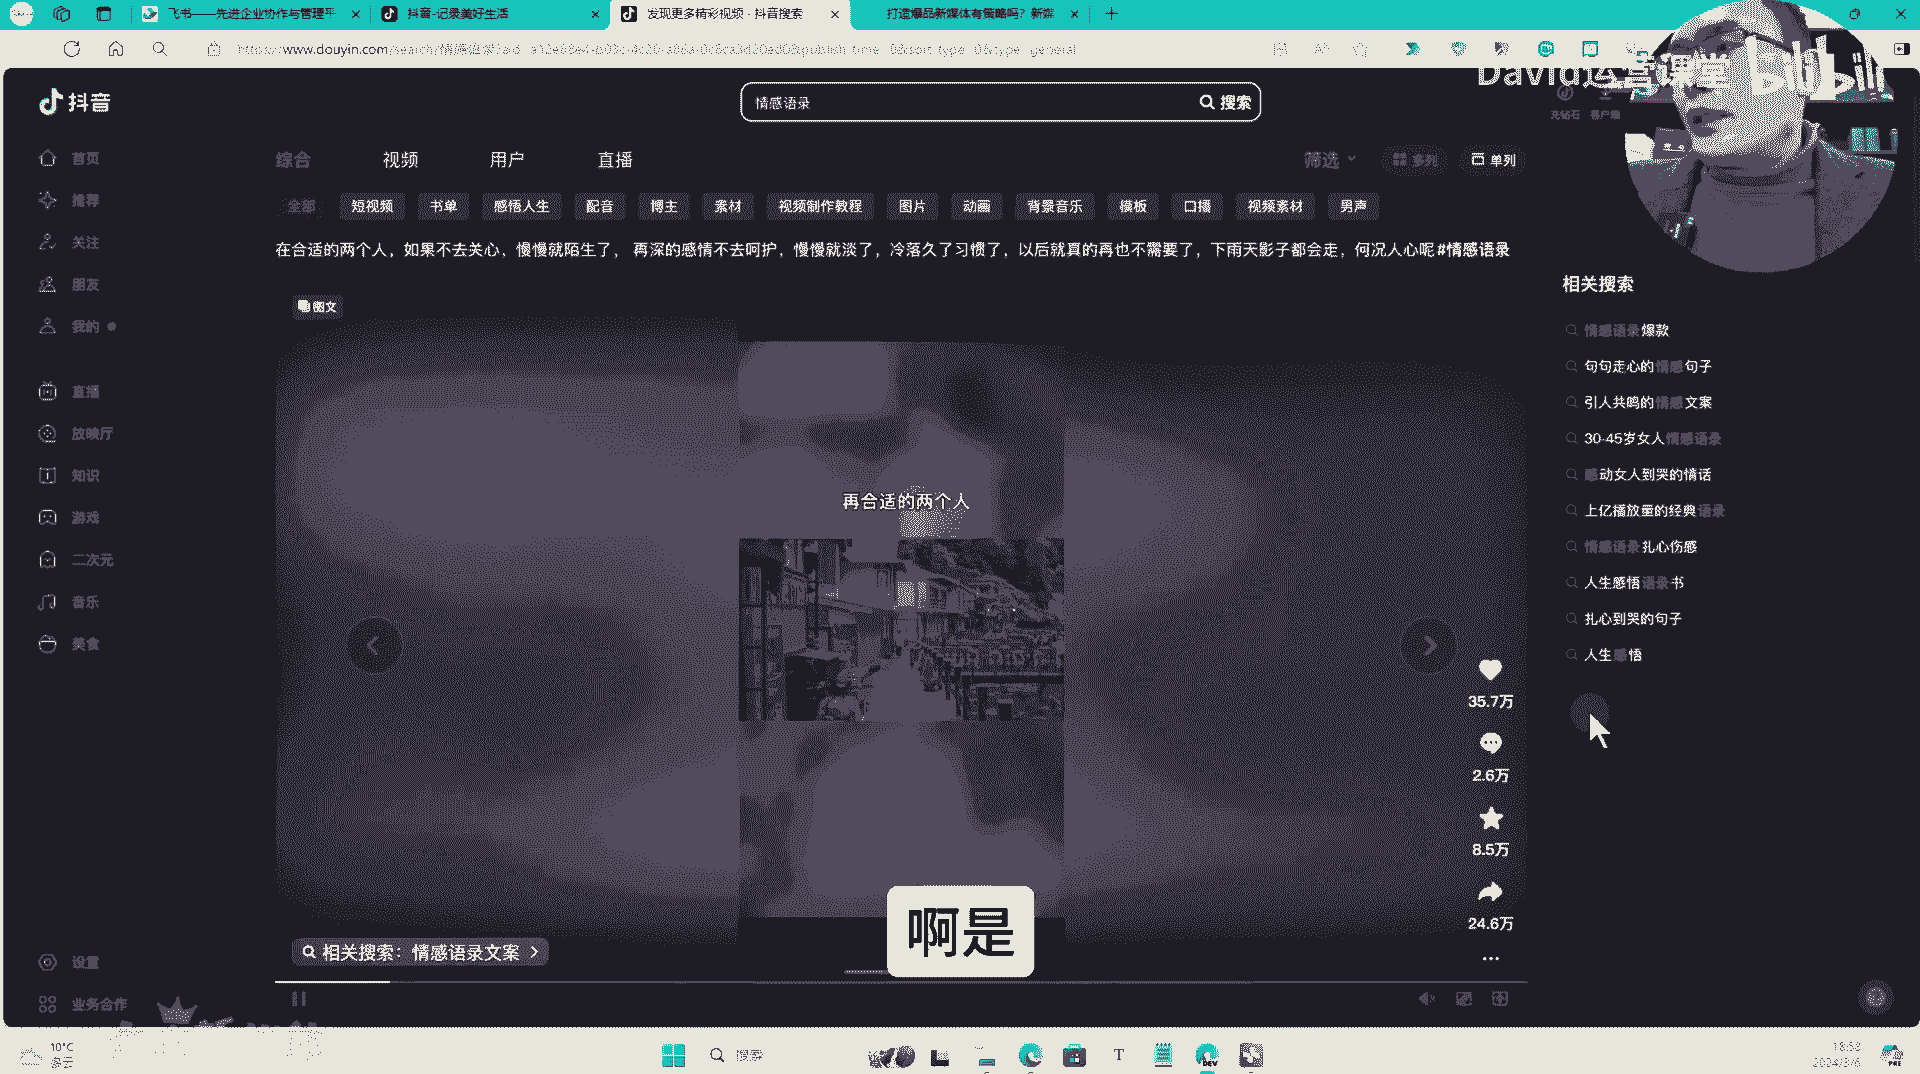 飞书——先进企业协作与管理平
抖音-记录美好生活
发现更多精彩视频 - 抖音搜索
打造爆品新媒体有策略吗？新媒
www.douyin.com
David运营课堂
bilibili
抖音
情感语录
搜索
充钻石
客户端
首页
推荐
关注
朋友
我的
直播
放映厅
知识
游戏
二次元
音乐
美食
设置
业务合作
综合
视频
用户
直播
筛选
多列
单列
全部
短视频
书单
感悟人生
配音
博主
素材
视频制作教程
图片
动画
背景音乐
模板
口播
视频素材
男声
在合适的两个人，如果不去关心，慢慢就陌生了， 再深的感情不去呵护，慢慢就淡了，冷落久了习惯了，以后就真的再也不需要了，下雨天影子都会走，何况人心呢#情感语录
图文
再合适的两个人
35.7万
2.6万
8.5万
24.6万
相关搜索：情感语录文案
啊是
相关搜索
情感语录爆款
句句走心的情感句子
引人共鸣的情感文案
30-45岁女人情感语录
感动女人到哭的情话
上亿播放量的经典语录
情感语录扎心伤感
人生感悟语录书
扎心到哭的句子
人生感悟
10°C
多云
搜索
18:58
2024/3/6